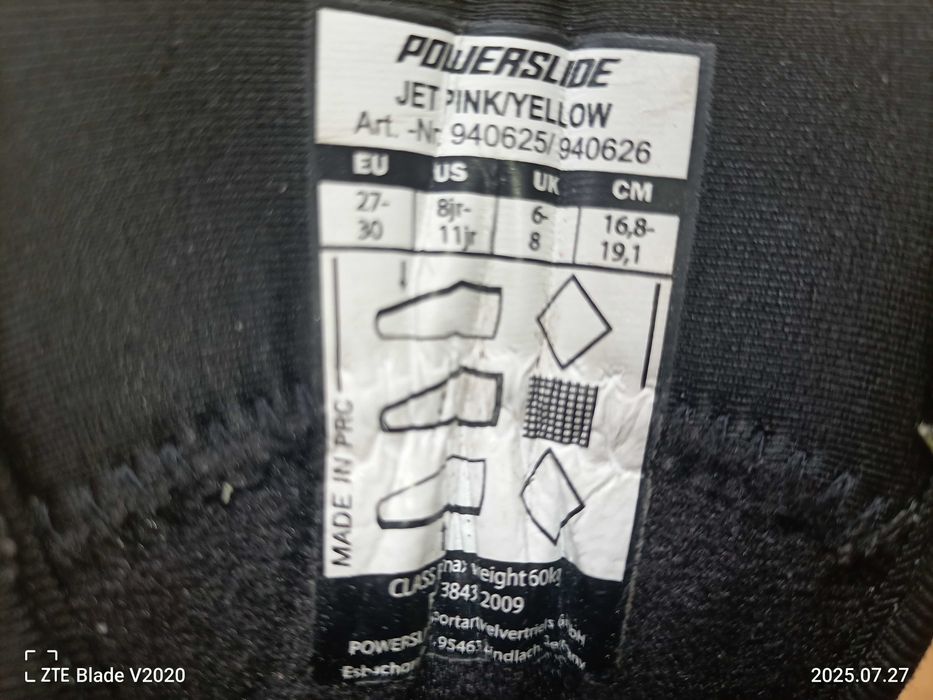 POWERSLIDE
JET PINK/YELLOW
Art. -Nr. 940625/ 940626
EU US UK CM
27- 8jr- 6- 16,8-
30 11jr 8 19,1
MADE IN PRC
CLASS max weight 60kg
3843 2009
ZTE Blade V2020
2025.07.27